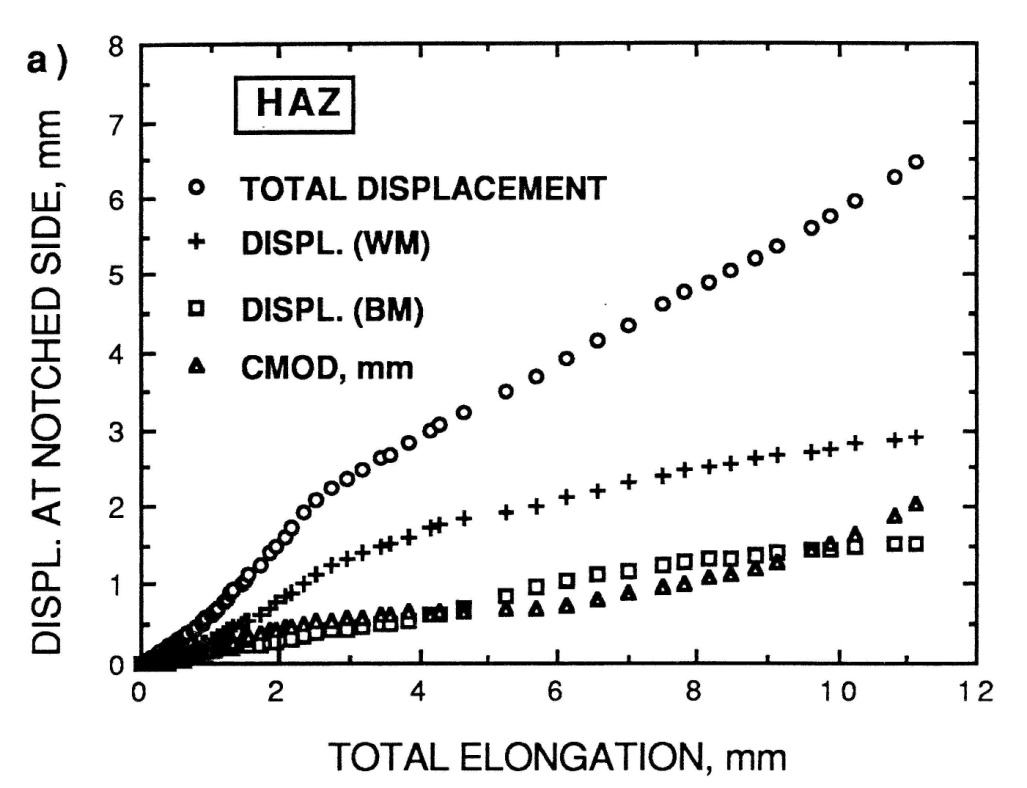 a)
HAZ
TOTAL DISPLACEMENT
DISPL. (WM)
DISPL. (BM)
CMOD, mm
DISPL. AT NOTCHED SIDE, mm
8
7
6
5
4
3
2
1
0
0 2 4 6 8 10 12
TOTAL ELONGATION, mm